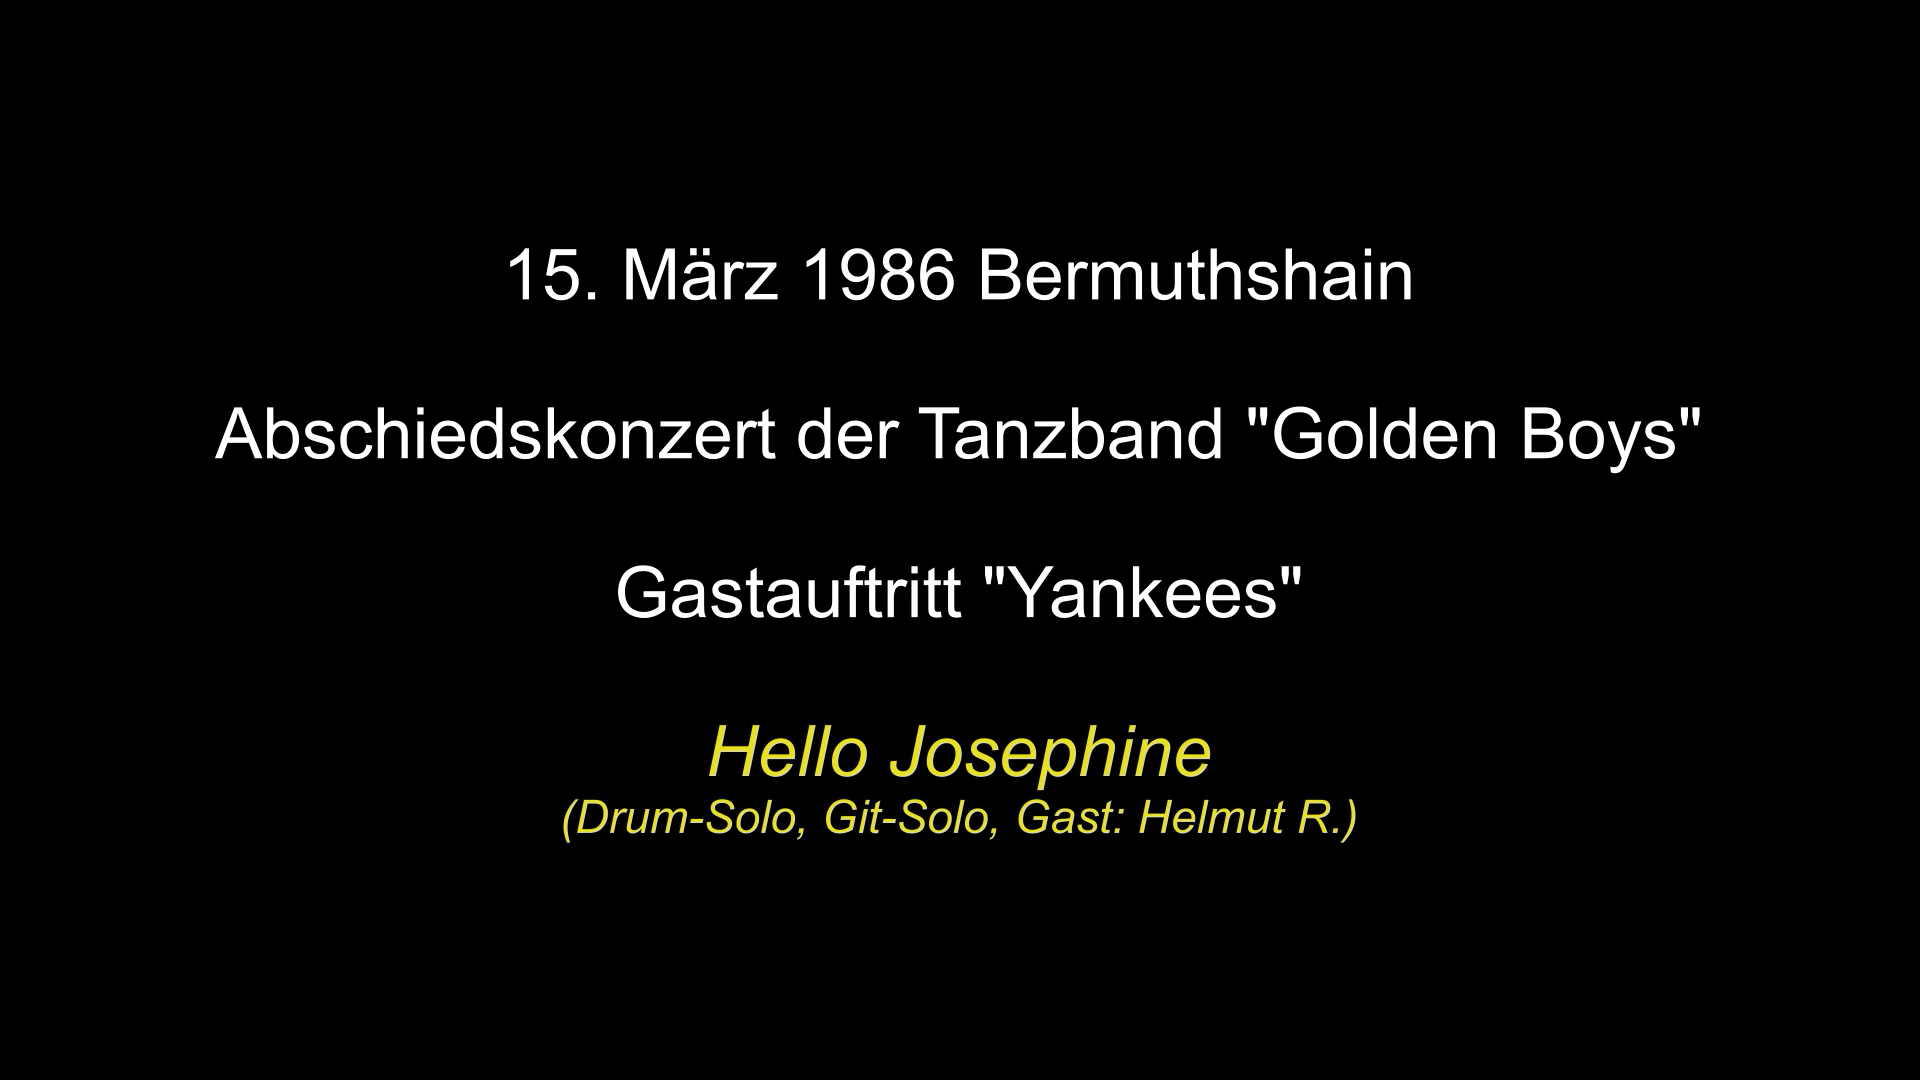 15. März 1986 Bermuthshain
Abschiedskonzert der Tanzband "Golden Boys"
Gastauftritt "Yankees"
Hello Josephine
(Drum-Solo, Git-Solo, Gast: Helmut R.)